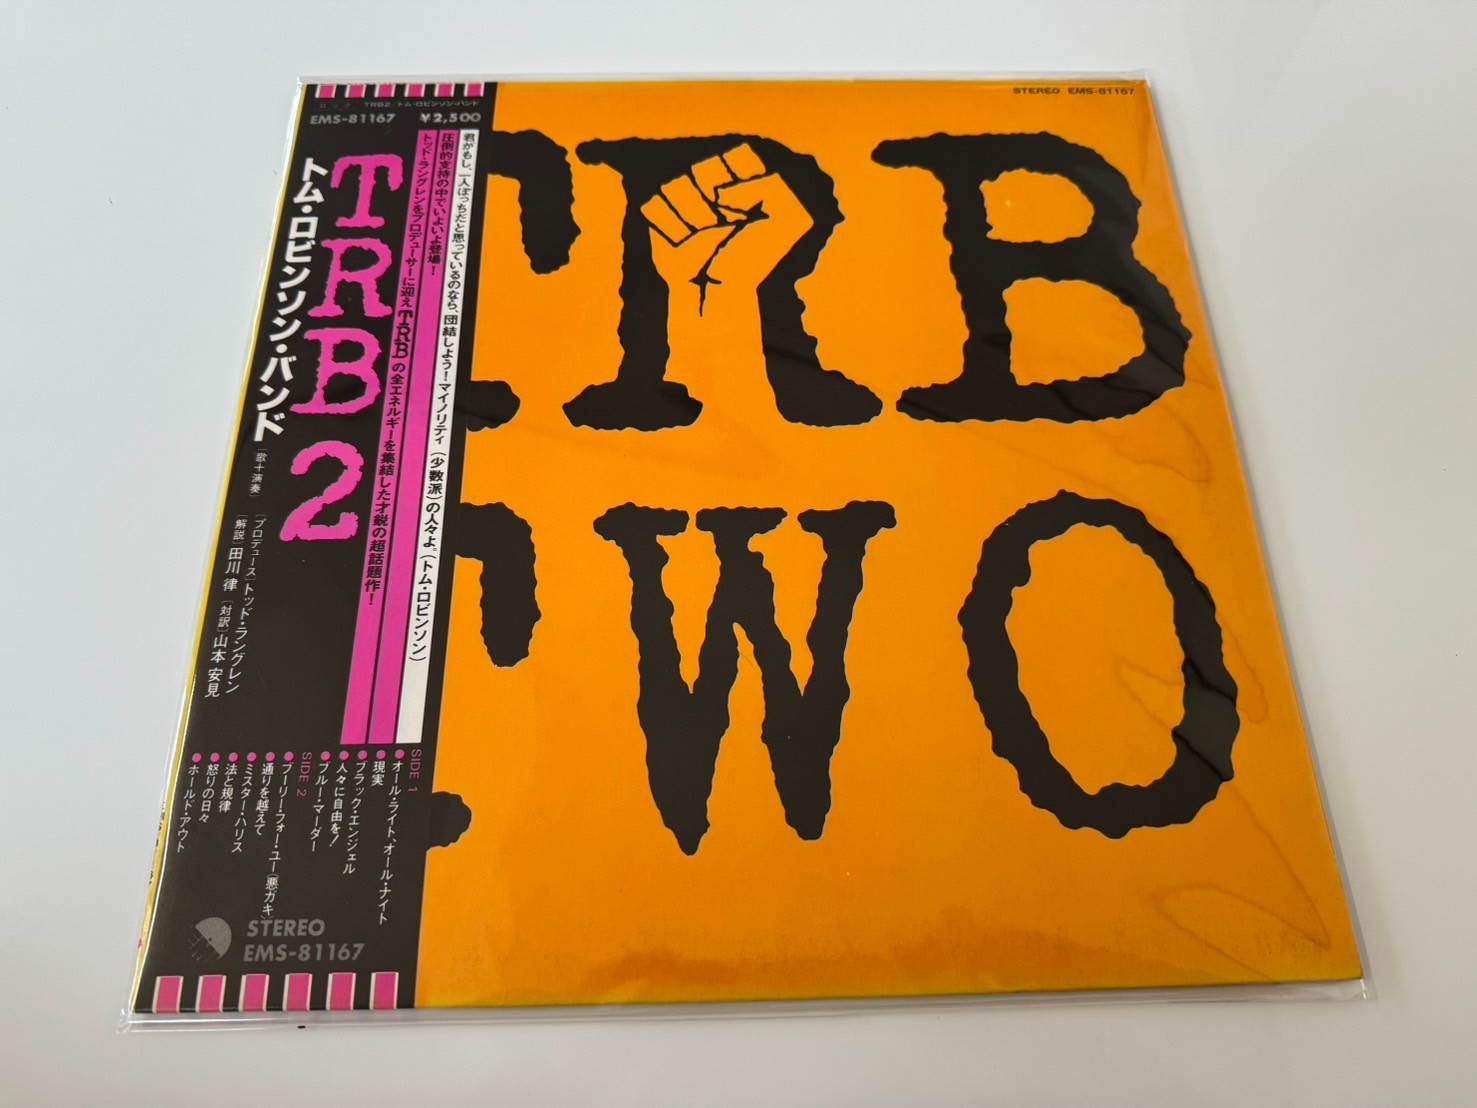 STEREO EMS-81167
ロック TRB2/トム・ロビンソン・バンド
EMS-81167 ¥2,500
君がもし、一人ぼっちだと思っているのなら、団結しよう!マイノリティ(少数派)の人々よ。(トム・ロビンソン)
圧倒的支持の中でいよいよ登場!
トッド・ラングレンをプロデューサーに迎えTRBの全エネルギーを集結した才鋭の超話題作!
TRB2
トム・ロビンソン・バンド
[歌+演奏]
[プロデュース]トッド・ラングレン
[解説]田川 律 [対訳]山本 安見
SIDE 1
●オール・ライト、オール・ナイト
●現実
●ブラック・エンジェル
●人々に自由を!
●ブルー・マーダー
SIDE 2
●ブーリー・フォー・ユー(悪ガキ)
●通りを越えて
●ミスター・ハリス
●法と規律
●怒りの日々
●ホールド・アウト
STEREO
EMS-81167
TRB
TWO